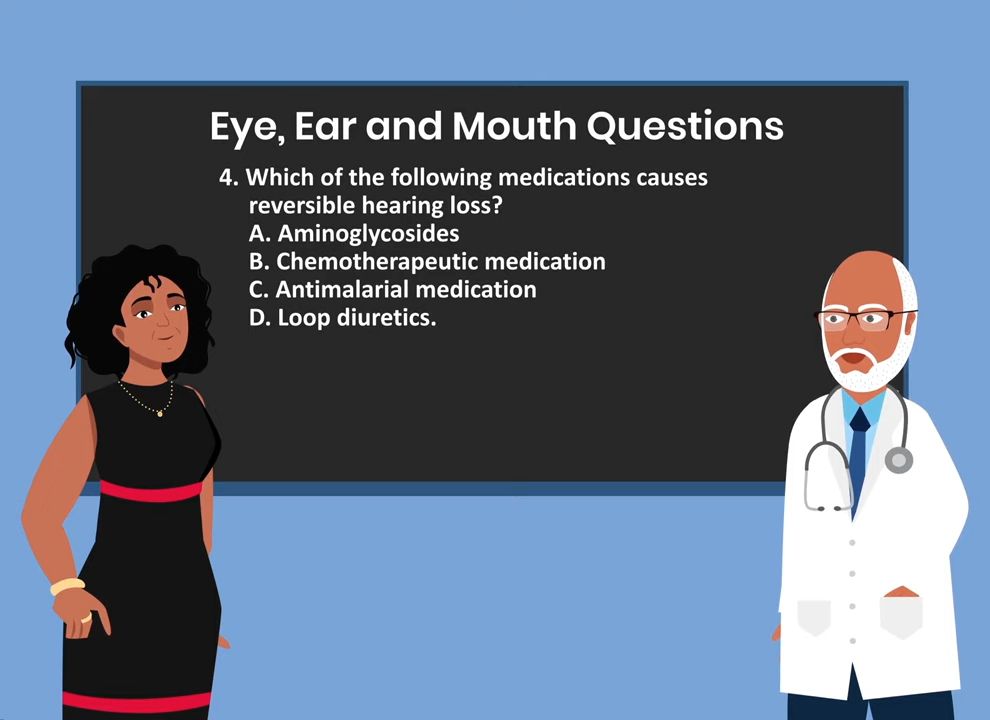 Eye, Ear and Mouth Questions
4. Which of the following medications causes
reversible hearing loss?
A. Aminoglycosides
B. Chemotherapeutic medication
C. Antimalarial medication
D. Loop diuretics.